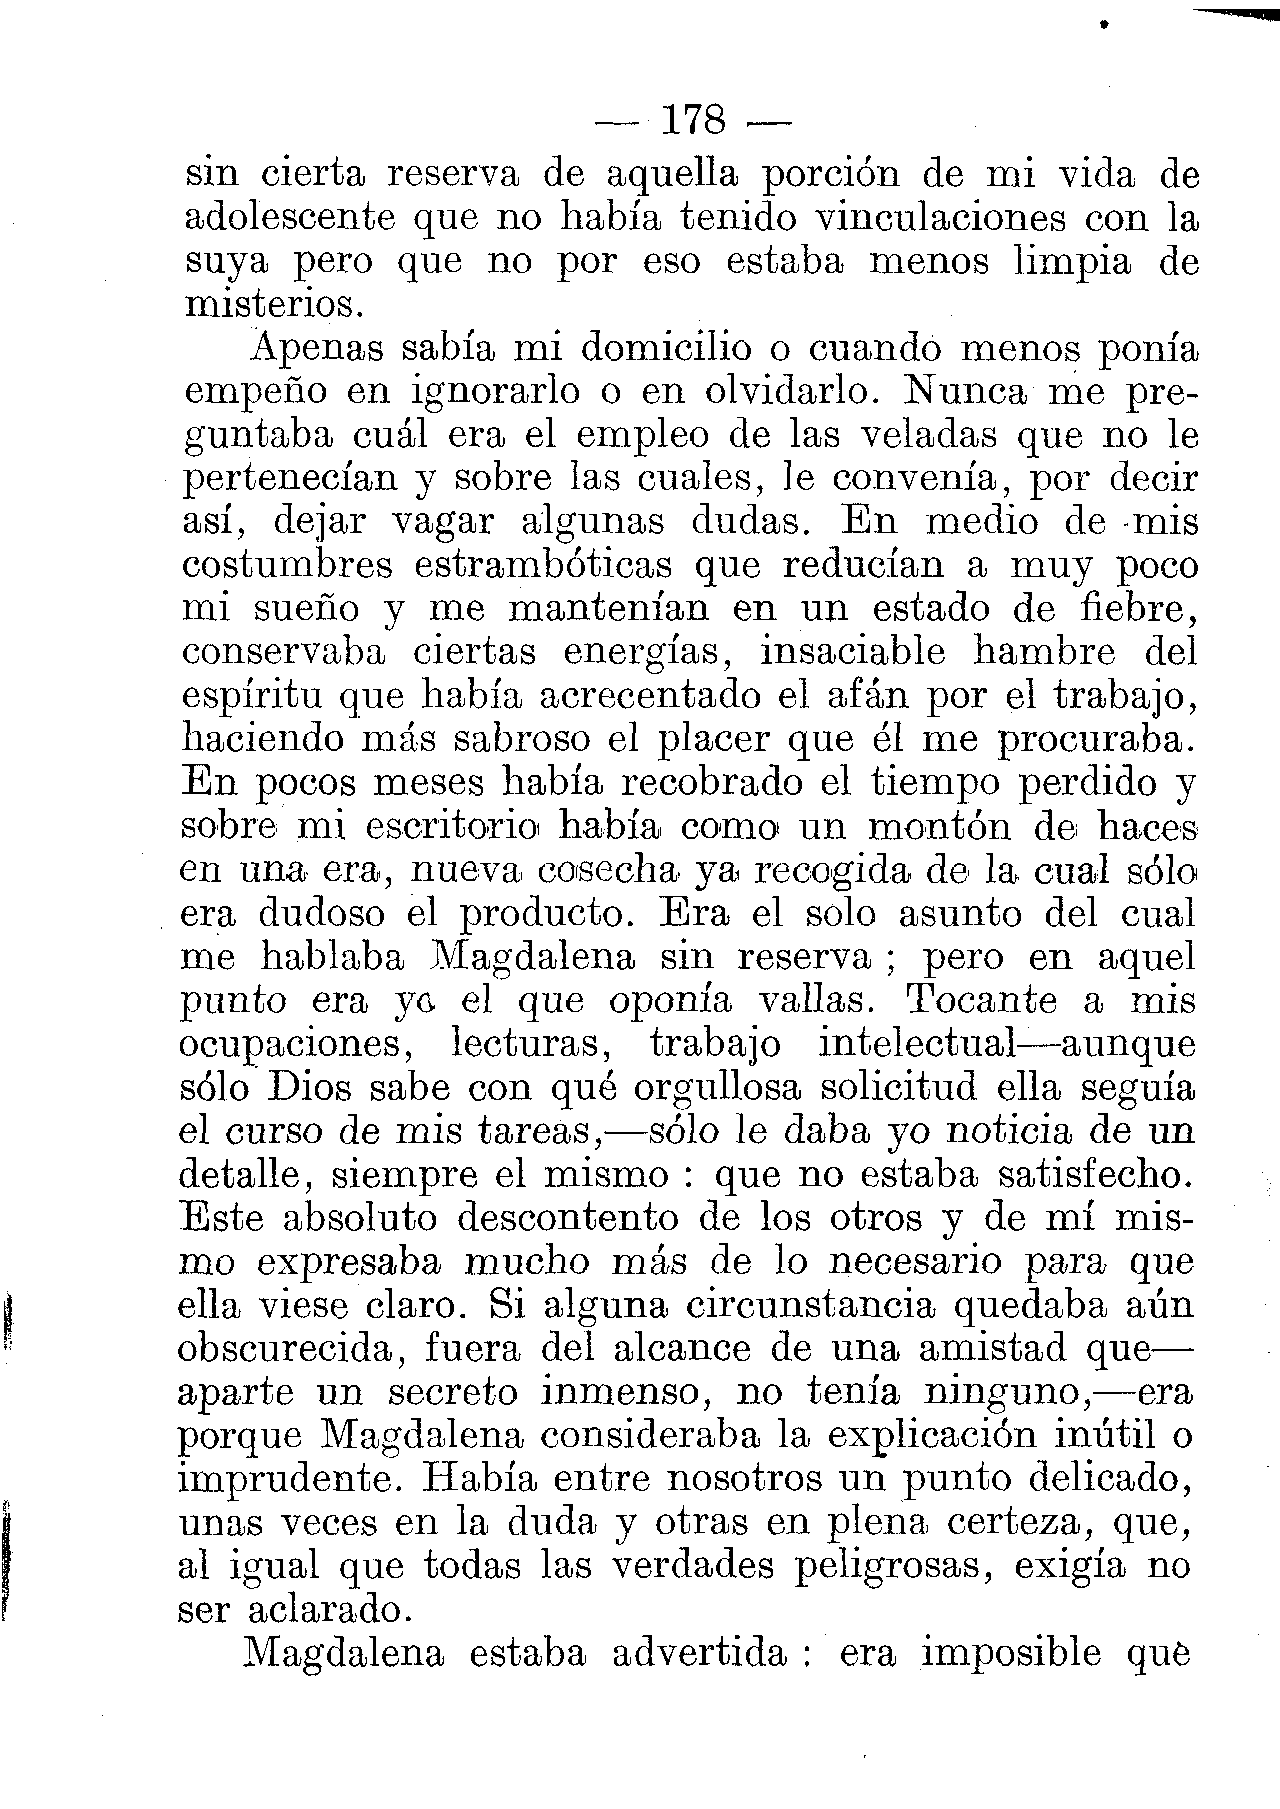 — 178 —
sin cierta reserva de aquella porción de mi vida de
adolescente que no había tenido vinculaciones con la
suya pero que no por eso estaba menos limpia de
misterios.
Apenas sabía mi domicilio o cuando menos ponía
empeño en ignorarlo o en olvidarlo. Nunca me pre-
guntaba cuál era el empleo de las veladas que no le
pertenecían y sobre las cuales, le convenía, por decir
así, dejar vagar algunas dudas. En medio de mis
costumbres estrambóticas que reducían a muy poco
mi sueño y me mantenían en un estado de fiebre,
conservaba ciertas energías, insaciable hambre del
espíritu que había acrecentado el afán por el trabajo,
haciendo más sabroso el placer que él me procuraba.
En pocos meses había recobrado el tiempo perdido y
sobre mi escritorio había como un montón de haces
en una era, nueva cosecha ya recogida de la cual sólo
era dudoso el producto. Era el solo asunto del cual
me hablaba Magdalena sin reserva ; pero en aquel
punto era yo el que oponía vallas. Tocante a mis
ocupaciones, lecturas, trabajo intelectual—aunque
sólo Dios sabe con qué orgullosa solicitud ella seguía
el curso de mis tareas,—sólo le daba yo noticia de un
detalle, siempre el mismo : que no estaba satisfecho.
Este absoluto descontento de los otros y de mí mis-
mo expresaba mucho más de lo necesario para que
ella viese claro. Si alguna circunstancia quedaba aún
obscurecida, fuera del alcance de una amistad que—
aparte un secreto inmenso, no tenía ninguno,—era
porque Magdalena consideraba la explicación inútil o
imprudente. Había entre nosotros un punto delicado,
unas veces en la duda y otras en plena certeza, que,
al igual que todas las verdades peligrosas, exigía no
ser aclarado.
Magdalena estaba advertida : era imposible que